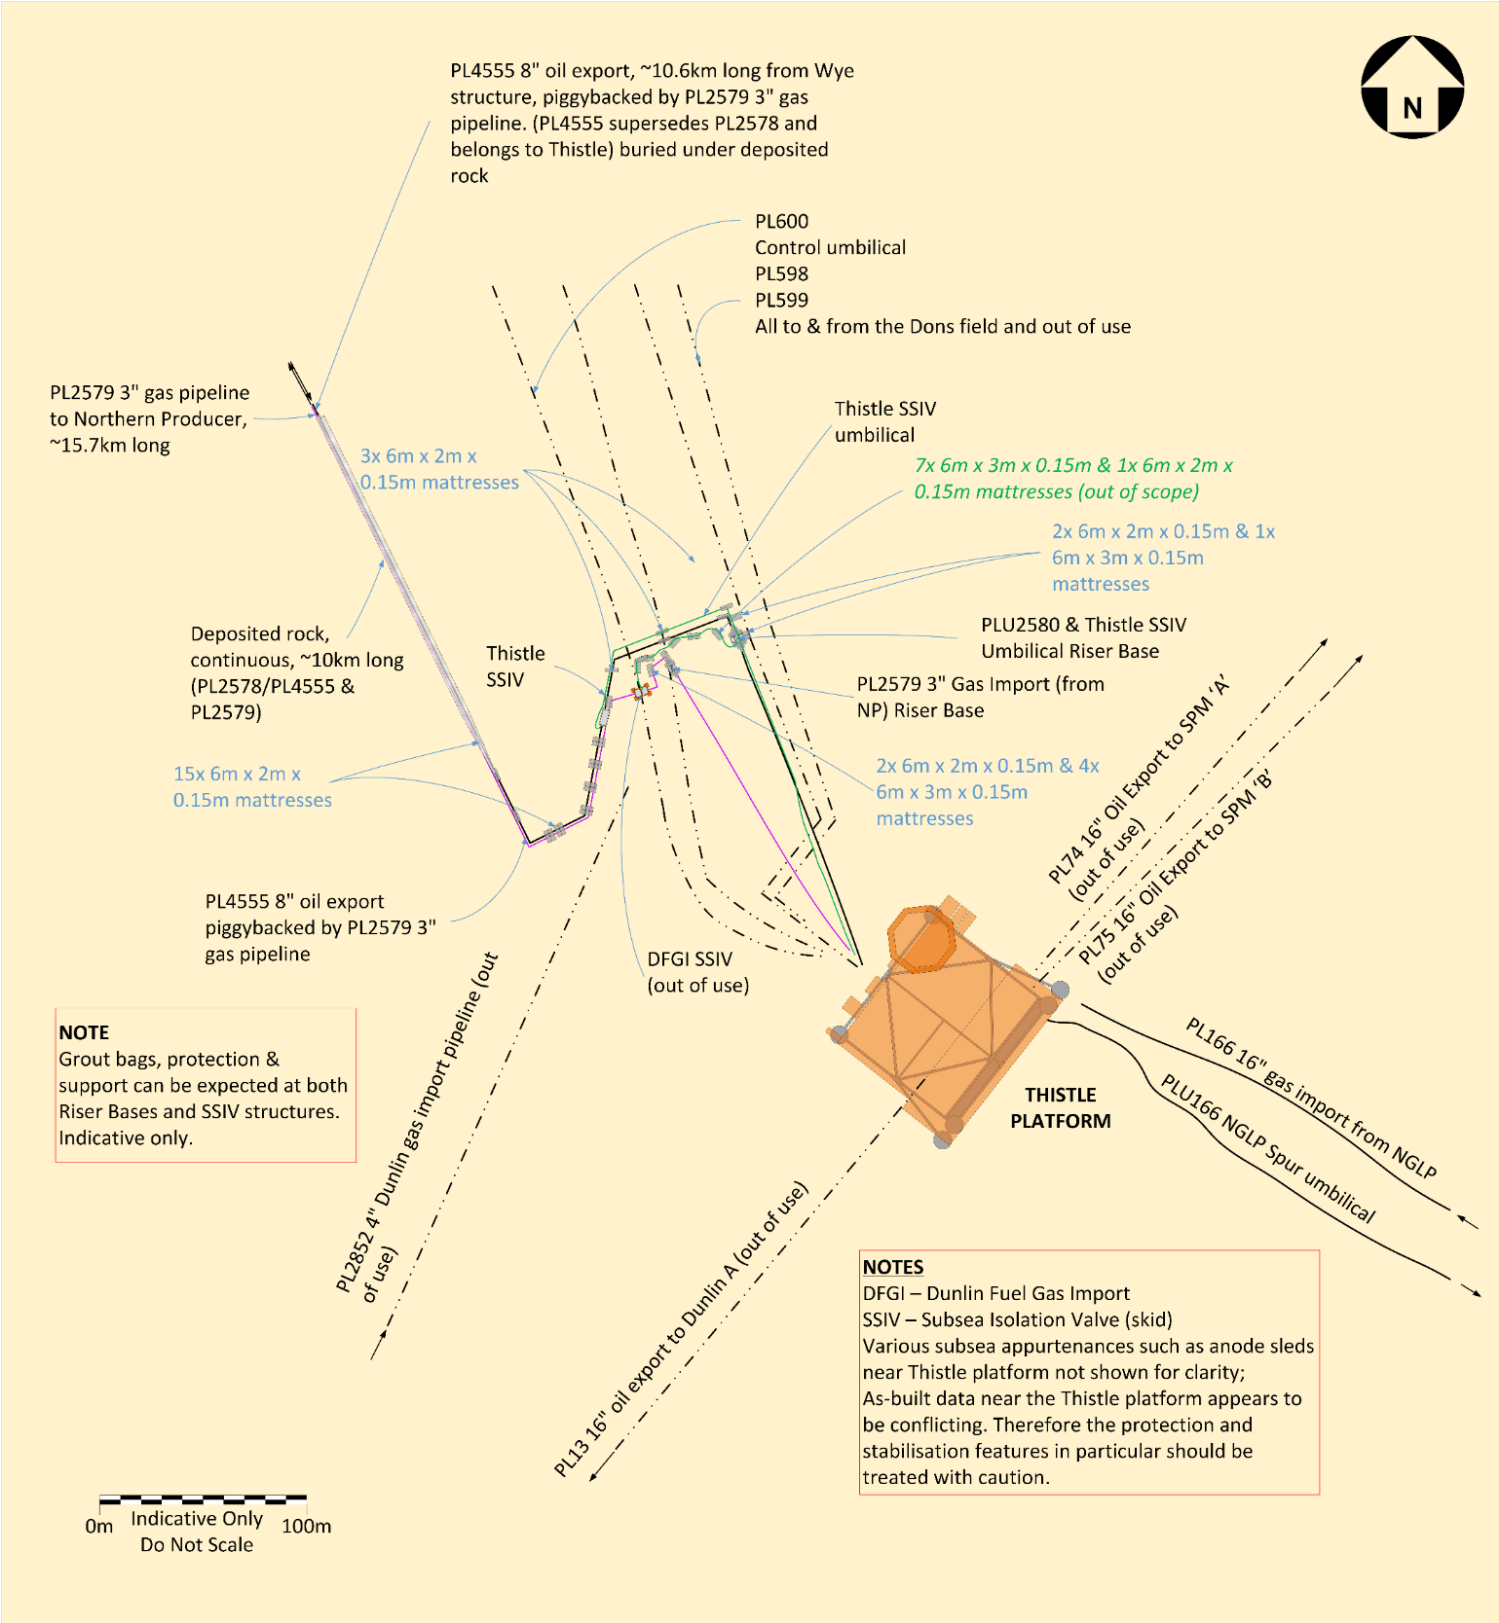 PL4555 8" oil export, ~10.6km long from Wye
structure, piggybacked by PL2579 3" gas
pipeline. (PL4555 supersedes PL2578 and
belongs to Thistle) buried under deposited
rock
N
PL600
Control umbilical
PL598
PL599
All to & from the Dons field and out of use
PL2579 3" gas pipeline
to Northern Producer,
~15.7km long
Thistle SSIV
umbilical
3x 6m x 2m x
0.15m mattresses
7x 6m x 3m x 0.15m & 1x 6m x 2m x
0.15m mattresses (out of scope)
2x 6m x 2m x 0.15m & 1x
6m x 3m x 0.15m
mattresses
Deposited rock,
continuous, ~10km long
(PL2578/PL4555 &
PL2579)
Thistle
SSIV
PLU2580 & Thistle SSIV
Umbilical Riser Base
PL2579 3" Gas Import (from
NP) Riser Base
15x 6m x 2m x
0.15m mattresses
2x 6m x 2m x 0.15m & 4x
6m x 3m x 0.15m
mattresses
PL74 16" Oil Export to SPM ‘A’
(out of use)
PL75 16" Oil Export to SPM ‘B’
(out of use)
PL4555 8" oil export
piggybacked by PL2579 3"
gas pipeline
DFGI SSIV
(out of use)
NOTE
Grout bags, protection &
support can be expected at both
Riser Bases and SSIV structures.
Indicative only.
PL2852 4" Dunlin gas import pipeline (out
of use)
THISTLE
PLATFORM
PL166 16" gas import from NGLP
PLU166 NGLP Spur umbilical
PL13 16" oil export to Dunlin A (out of use)
NOTES
DFGI – Dunlin Fuel Gas Import
SSIV – Subsea Isolation Valve (skid)
Various subsea appurtenances such as anode sleds
near Thistle platform not shown for clarity;
As-built data near the Thistle platform appears to
be conflicting. Therefore the protection and
stabilisation features in particular should be
treated with caution.
0m
Indicative Only
100m
Do Not Scale